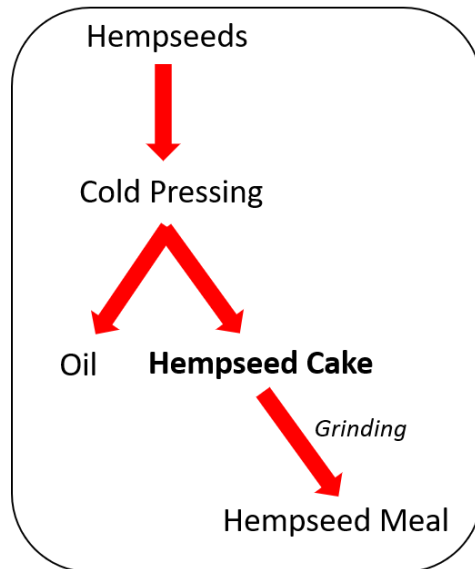 Hempseeds
Cold Pressing
Oil
Hempseed Cake
Grinding
Hempseed Meal